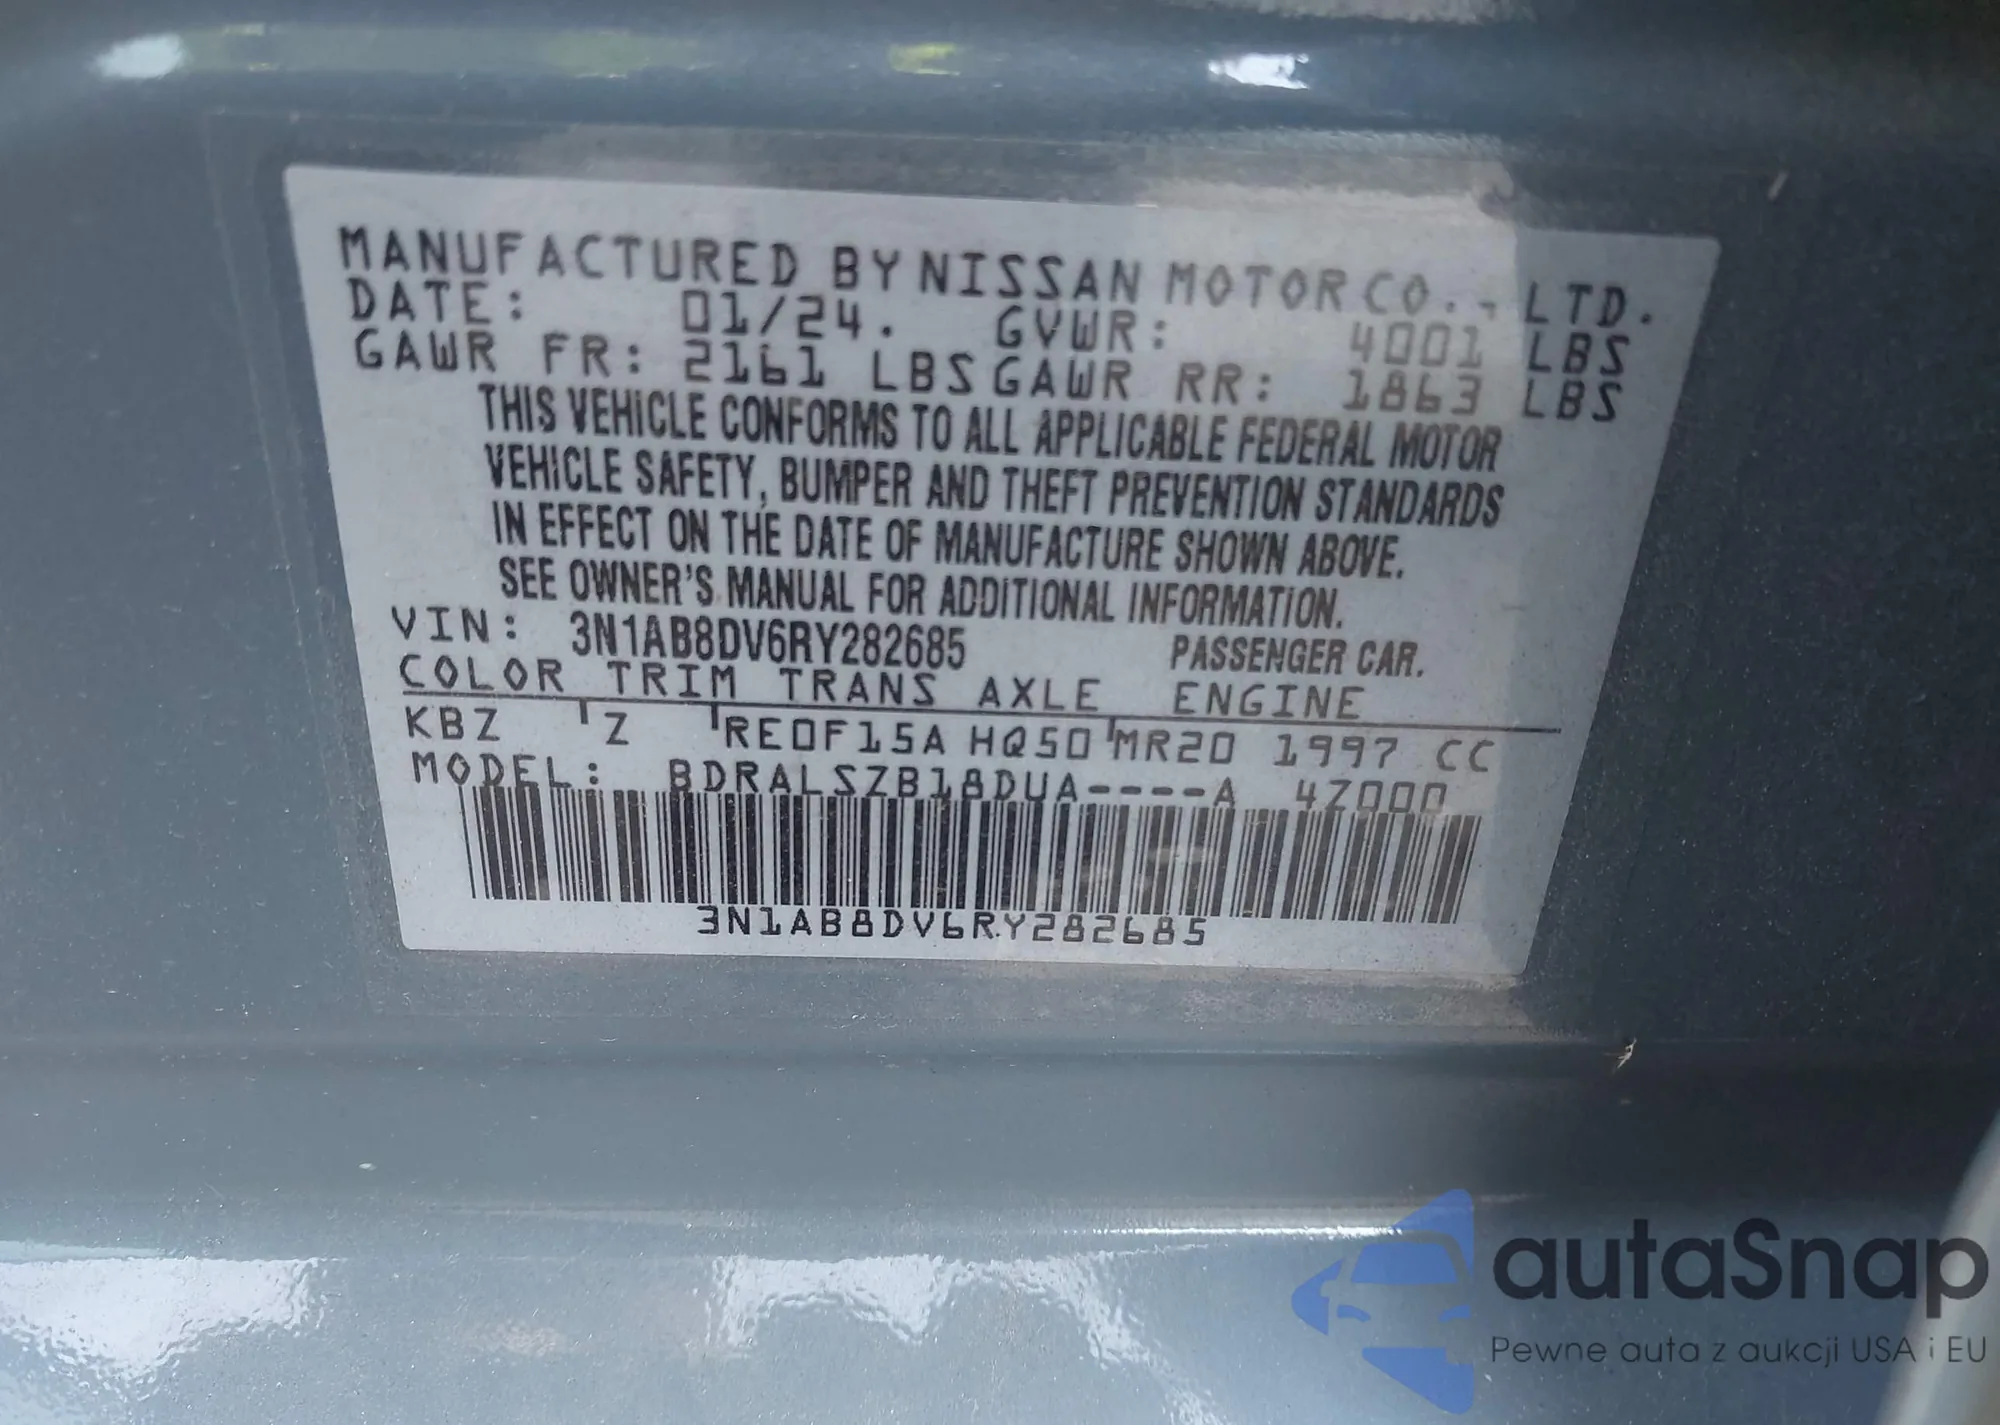 MANUFACTURED BY NISSAN MOTOR CO., LTD.
DATE: 01/24. GVWR: 4001 LBS
GAWR FR: 2161 LBS GAWR RR: 1863 LBS
THIS VEHICLE CONFORMS TO ALL APPLICABLE FEDERAL MOTOR
VEHICLE SAFETY, BUMPER AND THEFT PREVENTION STANDARDS
IN EFFECT ON THE DATE OF MANUFACTURE SHOWN ABOVE.
SEE OWNER'S MANUAL FOR ADDITIONAL INFORMATION.
VIN: 3N1AB8DV6RY282685 PASSENGER CAR.
COLOR TRIM TRANS AXLE ENGINE
KBZ Z RE0F15A HQ50 MR20 1997 CC
MODEL: BDRALSZB18DUA----A 4Z000
3N1AB8DV6RY282685
autaSnap
Pewne auta z aukcji USA i EU